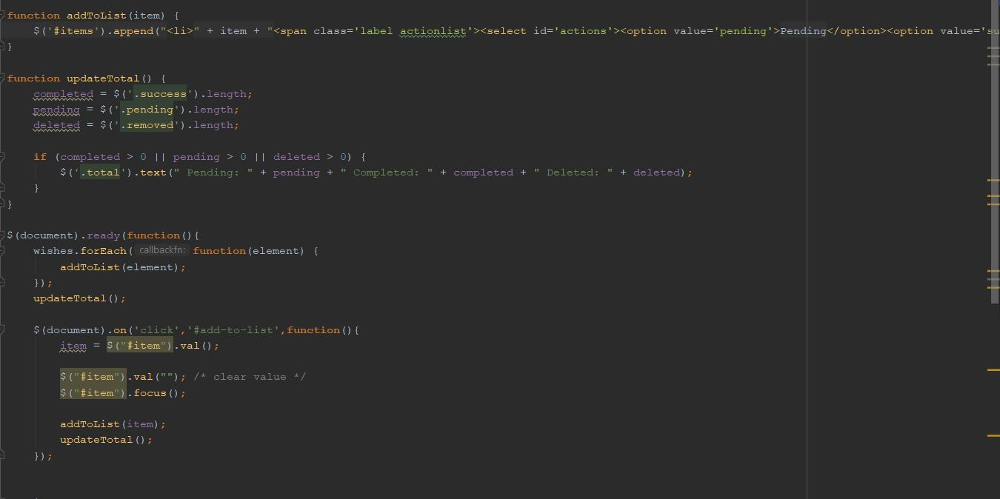 function addToList(item) {
    $('#items').append("<li>" + item + "<span class='label actionlist'><select id='actions'><option value='pending'>Pending</option><option value='su
}
function updateTotal() {
    completed = $('.success').length;
    pending = $('.pending').length;
    deleted = $('.removed').length;
    if (completed > 0 || pending > 0 || deleted > 0) {
        $('.total').text(" Pending: " + pending + " Completed: " + completed + " Deleted: " + deleted);
    }
}
$(document).ready(function(){
    wishes.forEach( callbackfn: function(element) {
        addToList(element);
    });
    updateTotal();
    $(document).on('click','#add-to-list',function(){
        item = $("#item").val();
        $("#item").val(""); /* clear value */
        $("#item").focus();
        addToList(item);
        updateTotal();
    });